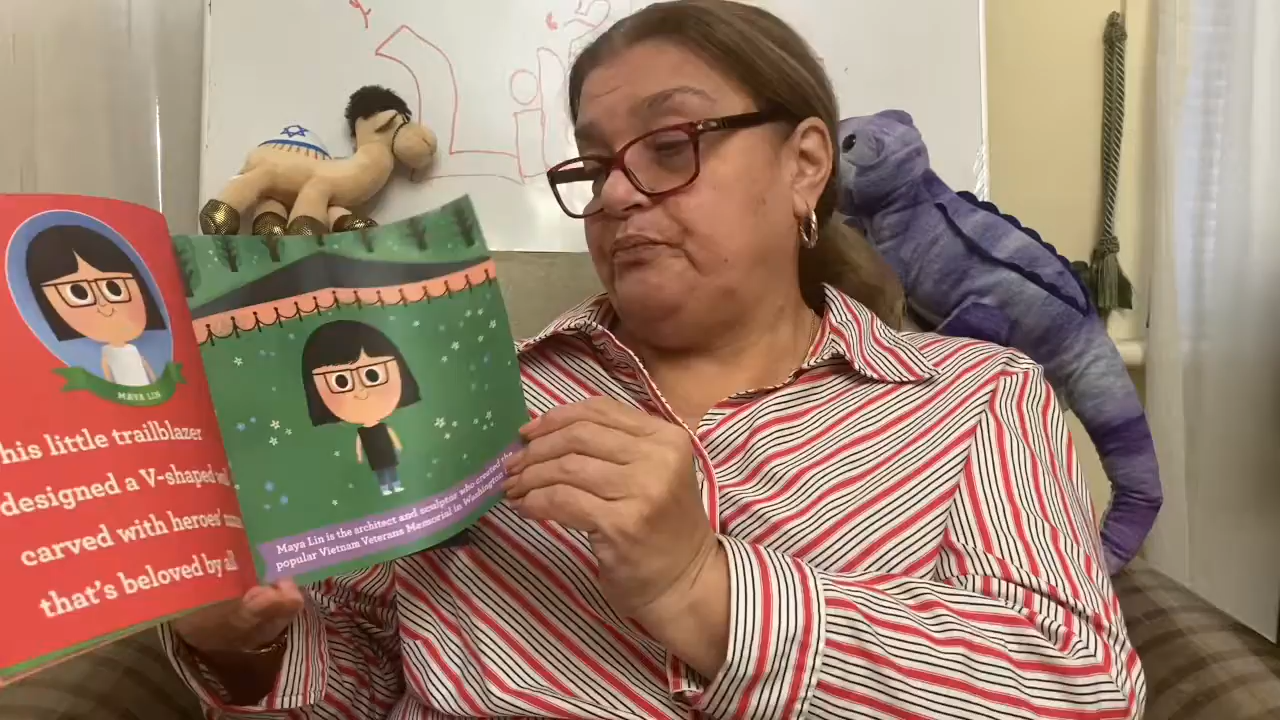 MAYA LIN
his little trailblazer
designed a V-shaped
carved with heroes'
that's beloved by all
Maya Lin is the architect and sculptor who created the
popular Vietnam Veterans Memorial in Washington